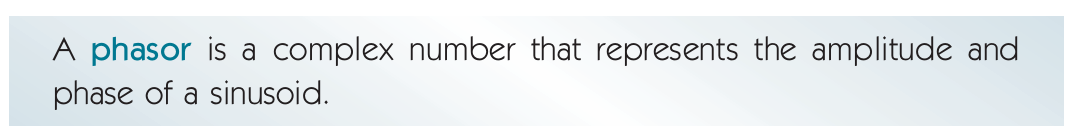 A phasor is a complex number that represents the amplitude and
phase of a sinusoid.